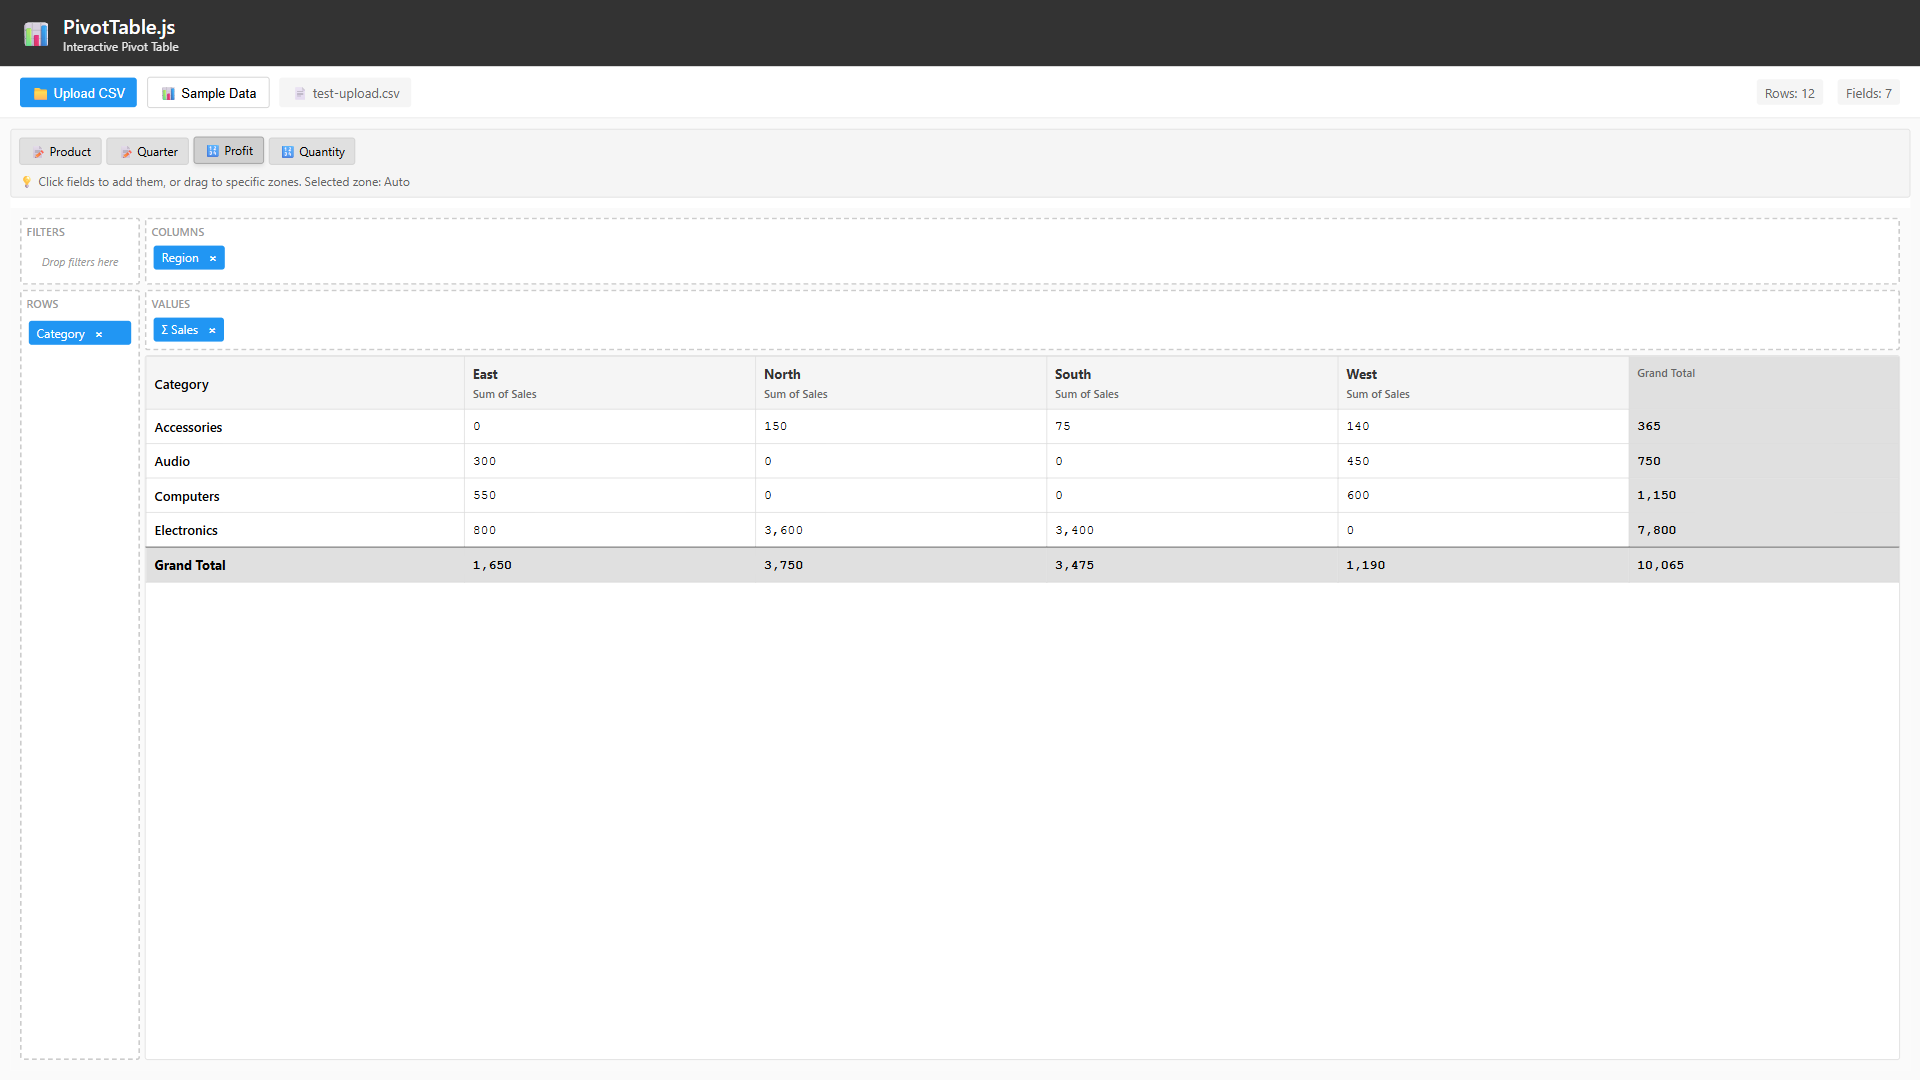 PivotTable.js
Interactive Pivot Table
Upload CSV
Sample Data
test-upload.csv
Rows: 12
Fields: 7
Product
Quarter
Profit
Quantity
Click fields to add them, or drag to specific zones. Selected zone: Auto
FILTERS
Drop filters here
COLUMNS
Region ×
ROWS
Category ×
VALUES
Σ Sales ×
Category East North South West Grand Total
Sum of Sales Sum of Sales Sum of Sales Sum of Sales
Accessories 0 150 75 140 365
Audio 300 0 0 450 750
Computers 550 0 0 600 1,150
Electronics 800 3,600 3,400 0 7,800
Grand Total 1,650 3,750 3,475 1,190 10,065